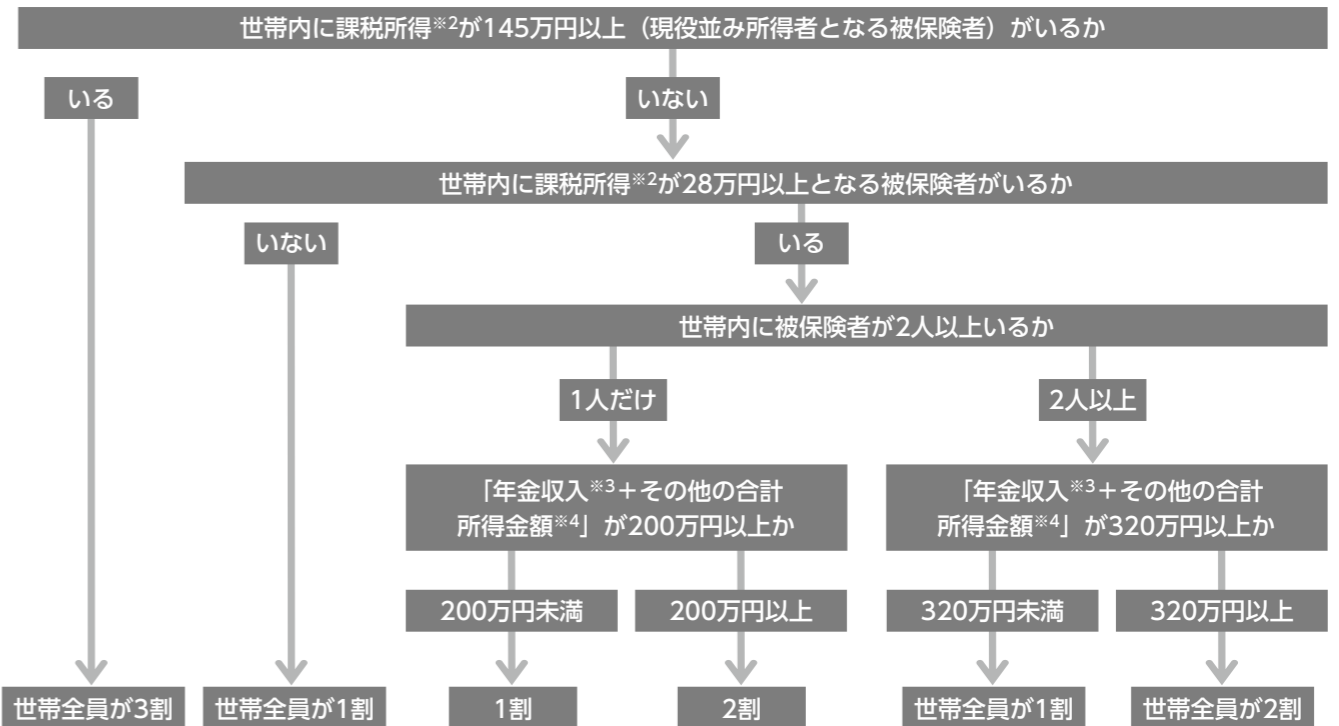 世帯内に課税所得※2が145万円以上（現役並み所得者となる被保険者）がいるか
いる
いない
世帯内に課税所得※2が28万円以上となる被保険者がいるか
いない
いる
世帯内に被保険者が2人以上いるか
1人だけ
2人以上
「年金収入※3＋その他の合計
所得金額※4」が200万円以上か
「年金収入※3＋その他の合計
所得金額※4」が320万円以上か
200万円未満
200万円以上
320万円未満
320万円以上
世帯全員が3割
世帯全員が1割
1割
2割
世帯全員が1割
世帯全員が2割